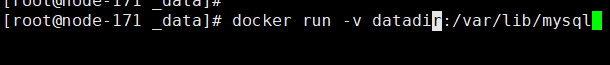 [root@node-171 _data]#
[root@node-171 _data]# docker run -v datadir:/var/lib/mysql